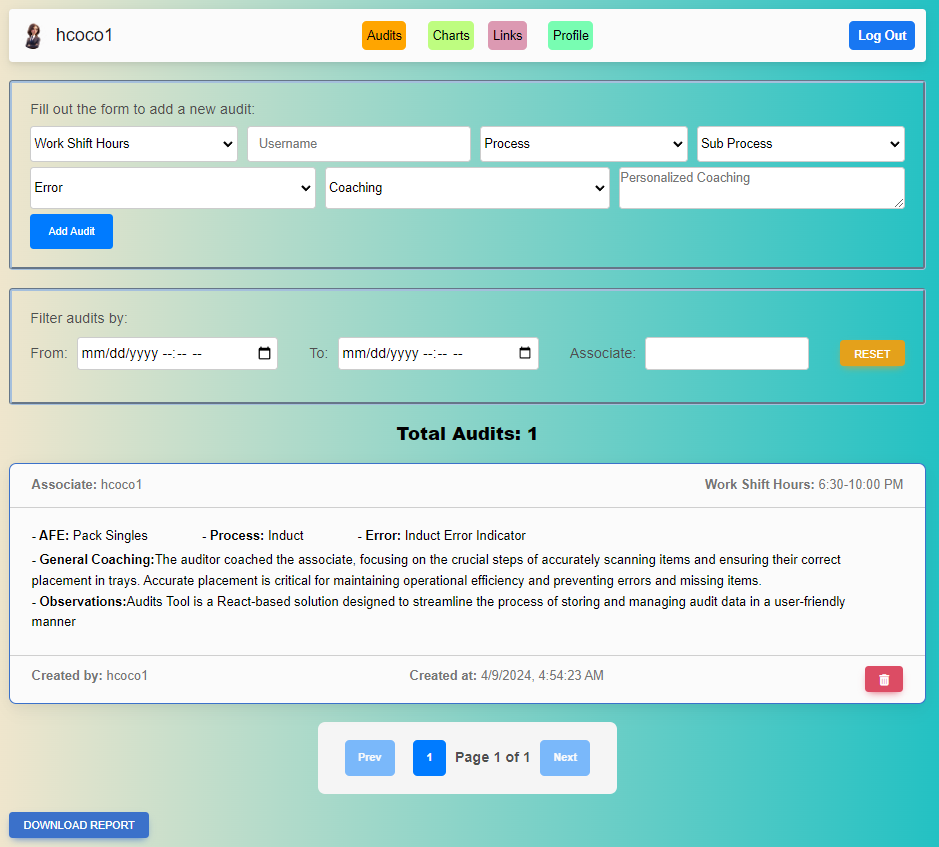 hcoco1 Audits Charts Links Profile Log Out
Fill out the form to add a new audit:
Work Shift Hours Username Process Sub Process
Error Coaching Personalized Coaching
Add Audit
Filter audits by:
From: mm/dd/yyyy --:-- -- To: mm/dd/yyyy --:-- -- Associate: RESET
Total Audits: 1
Associate: hcoco1 Work Shift Hours: 6:30-10:00 PM
- AFE: Pack Singles - Process: Induct - Error: Induct Error Indicator
- General Coaching:The auditor coached the associate, focusing on the crucial steps of accurately scanning items and ensuring their correct
placement in trays. Accurate placement is critical for maintaining operational efficiency and preventing errors and missing items.
- Observations:Audits Tool is a React-based solution designed to streamline the process of storing and managing audit data in a user-friendly
manner
Created by: hcoco1 Created at: 4/9/2024, 4:54:23 AM
Prev 1 Page 1 of 1 Next
DOWNLOAD REPORT